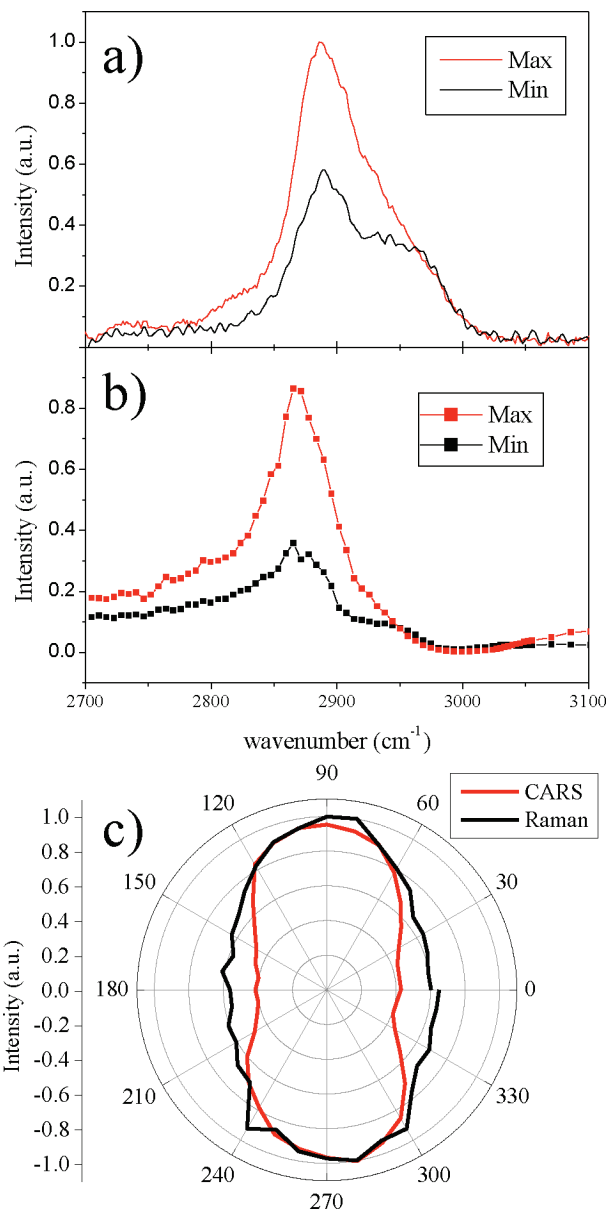 a)
Intensity (a.u.)
1.0
0.8
0.6
0.4
0.2
Max
Min
b)
Intensity (a.u.)
0.8
0.6
0.4
0.2
0.0
Max
Min
2700 2800 2900 3000 3100
wavenumber (cm-1)
c)
CARS
Raman
Intensity (a.u.)
1.0
0.8
0.6
0.4
0.2
0.0
-0.2
-0.4
-0.6
-0.8
-1.0
90
120 60
150 30
180 0
210 330
240 300
270